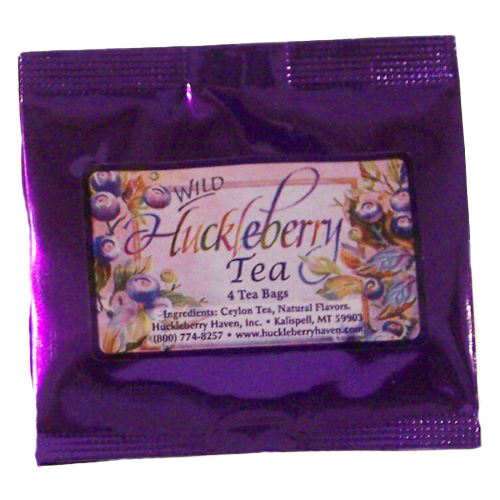 WILD
Huckleberry
Tea
4 Tea Bags
Ingredients: Ceylon Tea, Natural Flavors.
Huckleberry Haven, Inc. • Kalispell, MT 59903
(800) 774-8257 • www.huckleberryhaven.com